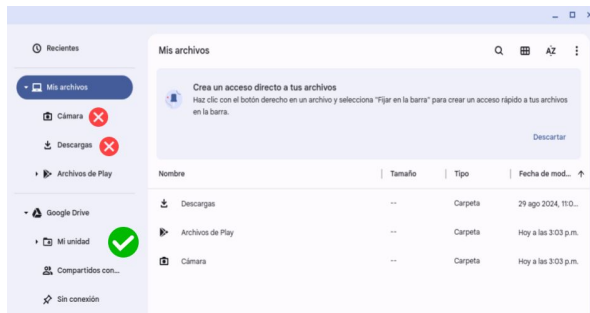 Recientes
Mis archivos
Cámara
Descargas
Archivos de Play
Google Drive
Mi unidad
Compartidos con...
Sin conexión
Mis archivos
AZ
Crea un acceso directo a tus archivos
Haz clic con el botón derecho en un archivo y selecciona "Fijar en la barra" para crear un acceso rápido a tus archivos
en la barra.
Descartar
Nombre Tamaño Tipo Fecha de mod...
Descargas -- Carpeta 29 ago 2024, 11:0...
Archivos de Play -- Carpeta Hoy a las 3:03 p.m.
Cámara -- Carpeta Hoy a las 3:03 p.m.